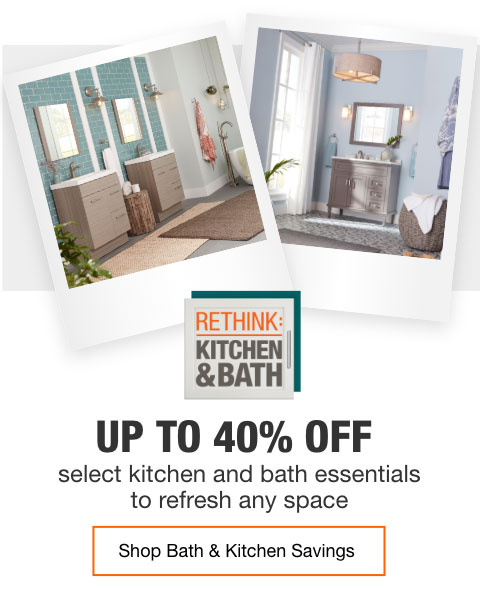 RETHINK:
KITCHEN
& BATH
UP TO 40% OFF
select kitchen and bath essentials
to refresh any space
Shop Bath & Kitchen Savings